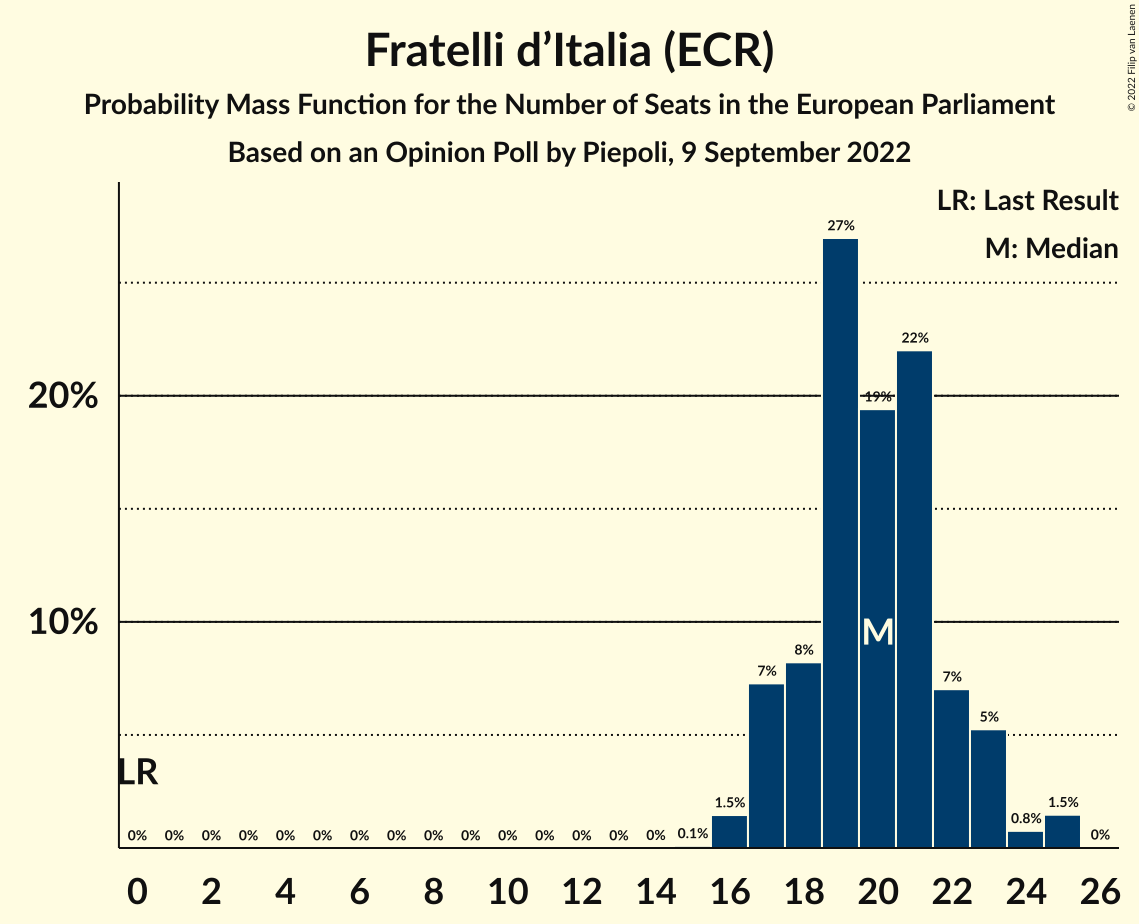 Fratelli d’Italia (ECR)
Probability Mass Function for the Number of Seats in the European Parliament
Based on an Opinion Poll by Piepoli, 9 September 2022
© 2022 Filip van Laenen
LR: Last Result
M: Median
20%
10%
27%
19%
22%
7%
8%
7%
5%
1.5%
0.8%
1.5%
0.1%
M
LR
0% 0% 0% 0% 0% 0% 0% 0% 0% 0% 0% 0% 0% 0% 0% 0%
0 2 4 6 8 10 12 14 16 18 20 22 24 26